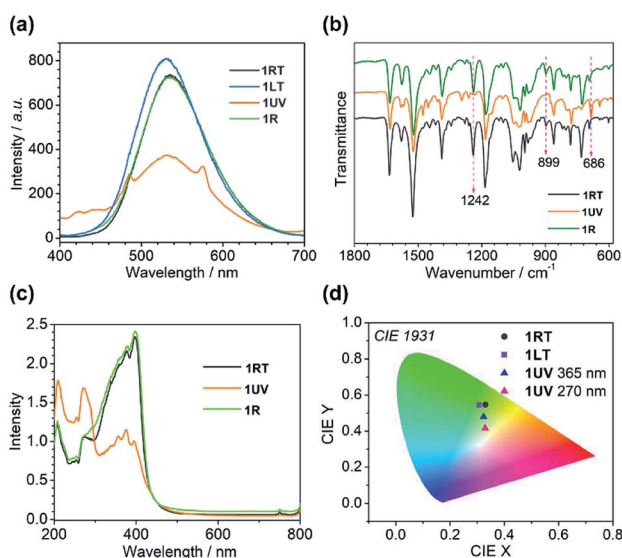 (a)
800
600
400
200
0
Intensity / a.u.
1RT
1LT
1UV
1R
400 500 600 700
Wavelength / nm
(b)
Transmittance
1RT
1UV
1R
1242
899
686
1800 1500 1200 900 600
Wavenumber / cm⁻¹
(c)
2.5
2.0
1.5
1.0
0.5
0.0
Intensity
1RT
1UV
1R
200 300 400 500 600 700 800
Wavelength / nm
(d)
1.0
0.8
0.6
0.4
0.2
0.0
CIE Y
CIE 1931
1RT
1LT
1UV 365 nm
1UV 270 nm
0.0 0.2 0.4 0.6 0.8
CIE X